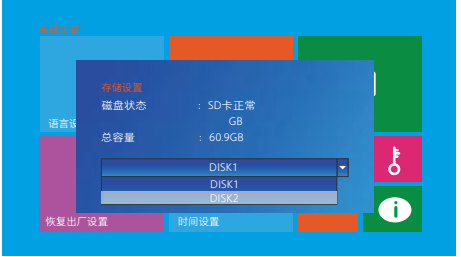 系统设置
存储设置
磁盘状态 : SD卡正常
GB
总容量 : 60.9GB
语言设
DISK1
DISK1
DISK2
恢复出厂设置
时间设置